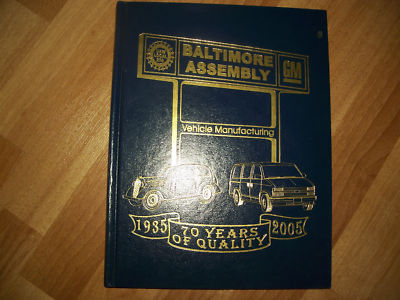 BALTIMORE
ASSEMBLY
GM
Vehicle Manufacturing
1935
70 YEARS
OF QUALITY
2005